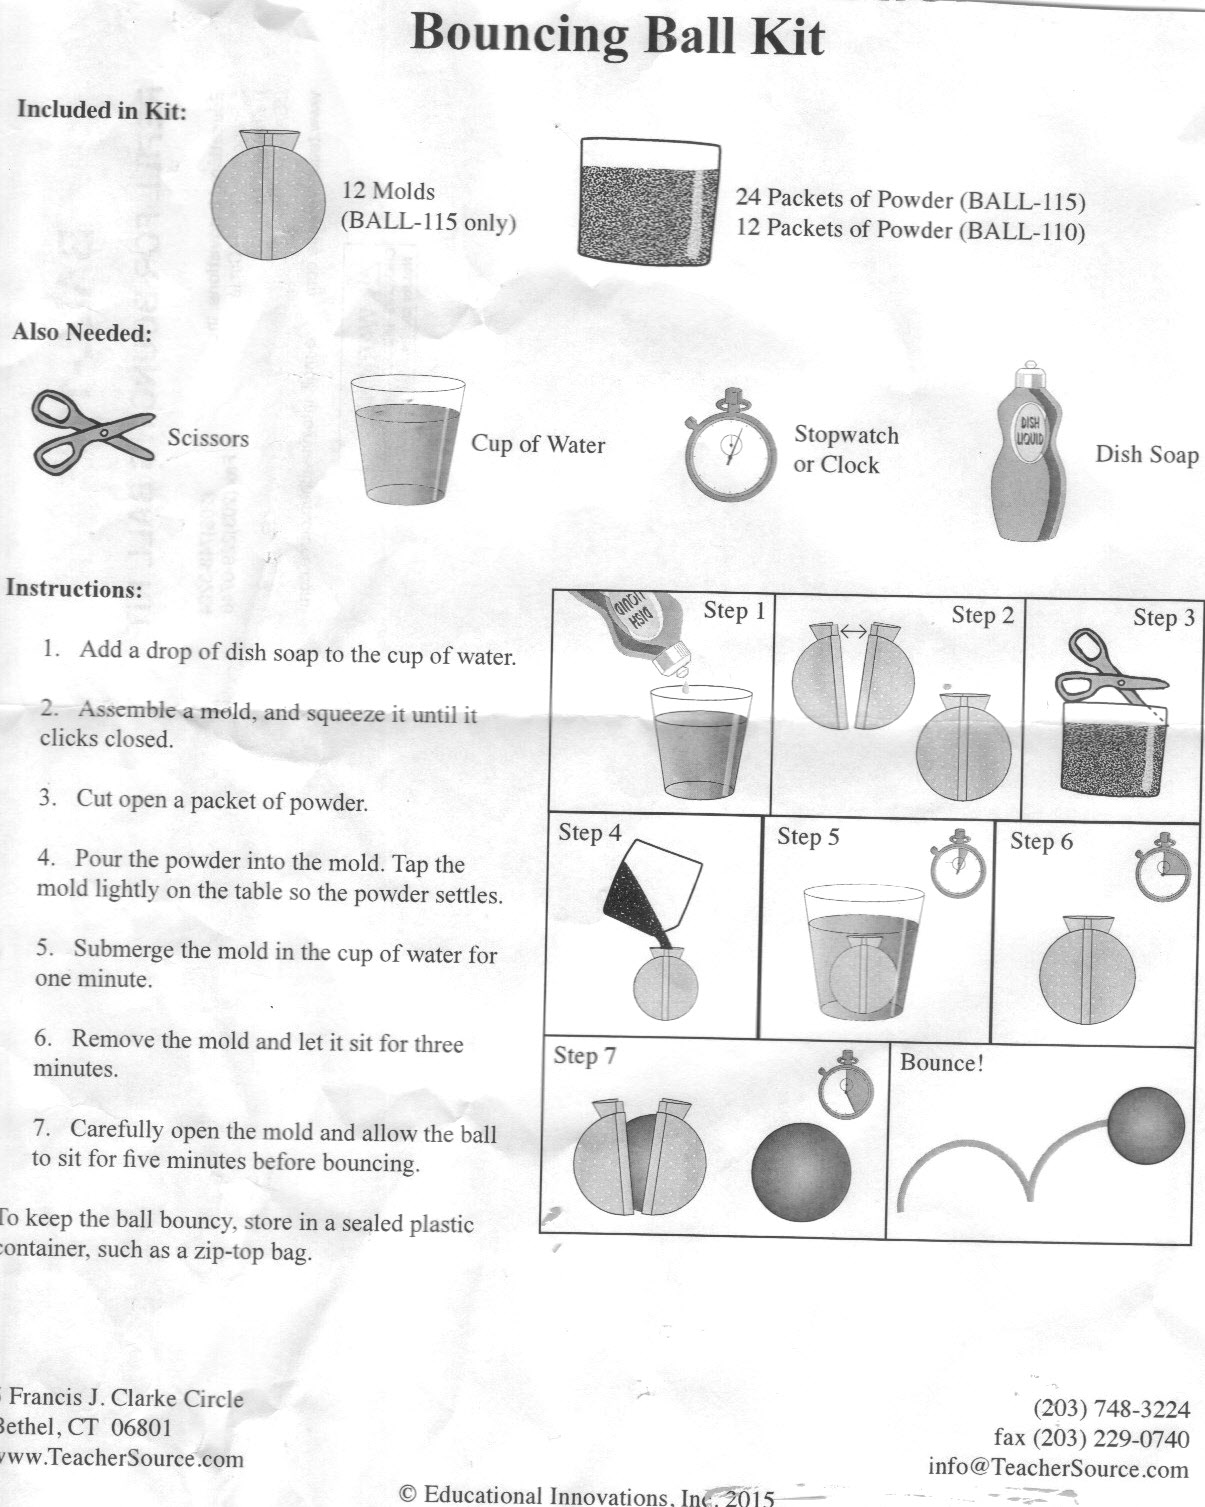 Bouncing Ball Kit
Included in Kit:
12 Molds
(BALL-115 only)
24 Packets of Powder (BALL-115)
12 Packets of Powder (BALL-110)
Also Needed:
Scissors
Cup of Water
Stopwatch
or Clock
DISH
LIQUID
Dish Soap
Instructions:
1. Add a drop of dish soap to the cup of water.
2. Assemble a mold, and squeeze it until it
clicks closed.
3. Cut open a packet of powder.
4. Pour the powder into the mold. Tap the
mold lightly on the table so the powder settles.
5. Submerge the mold in the cup of water for
one minute.
6. Remove the mold and let it sit for three
minutes.
7. Carefully open the mold and allow the ball
to sit for five minutes before bouncing.
To keep the ball bouncy, store in a sealed plastic
container, such as a zip-top bag.
DISH
LIQUID
Step 1
Step 2
Step 3
Step 4
Step 5
Step 6
Step 7
Bounce!
Francis J. Clarke Circle
Bethel, CT 06801
www.TeacherSource.com
(203) 748-3224
fax (203) 229-0740
info@TeacherSource.com
© Educational Innovations, Inc. 2015